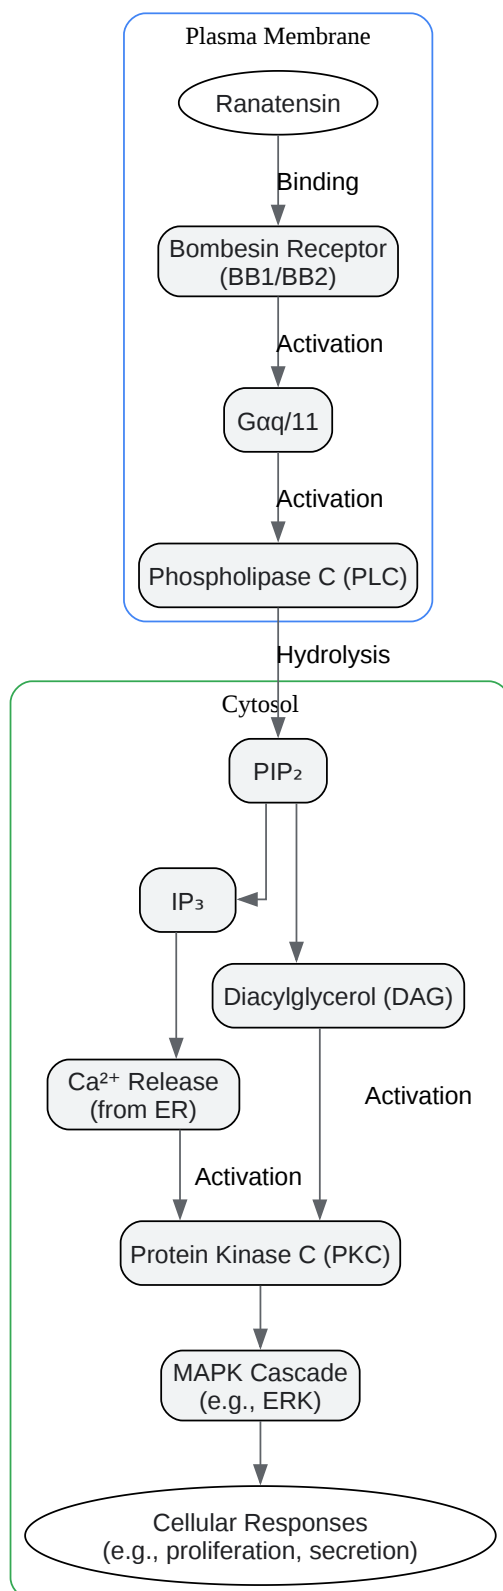 Plasma Membrane
Ranatensin
Binding
Bombesin Receptor
(BB1/BB2)
Activation
Gαq/11
Activation
Phospholipase C (PLC)
Hydrolysis
Cytosol
PIP₂
IP₃
Diacylglycerol (DAG)
Ca²⁺ Release
(from ER)
Activation
Activation
Protein Kinase C (PKC)
MAPK Cascade
(e.g., ERK)
Cellular Responses
(e.g., proliferation, secretion)